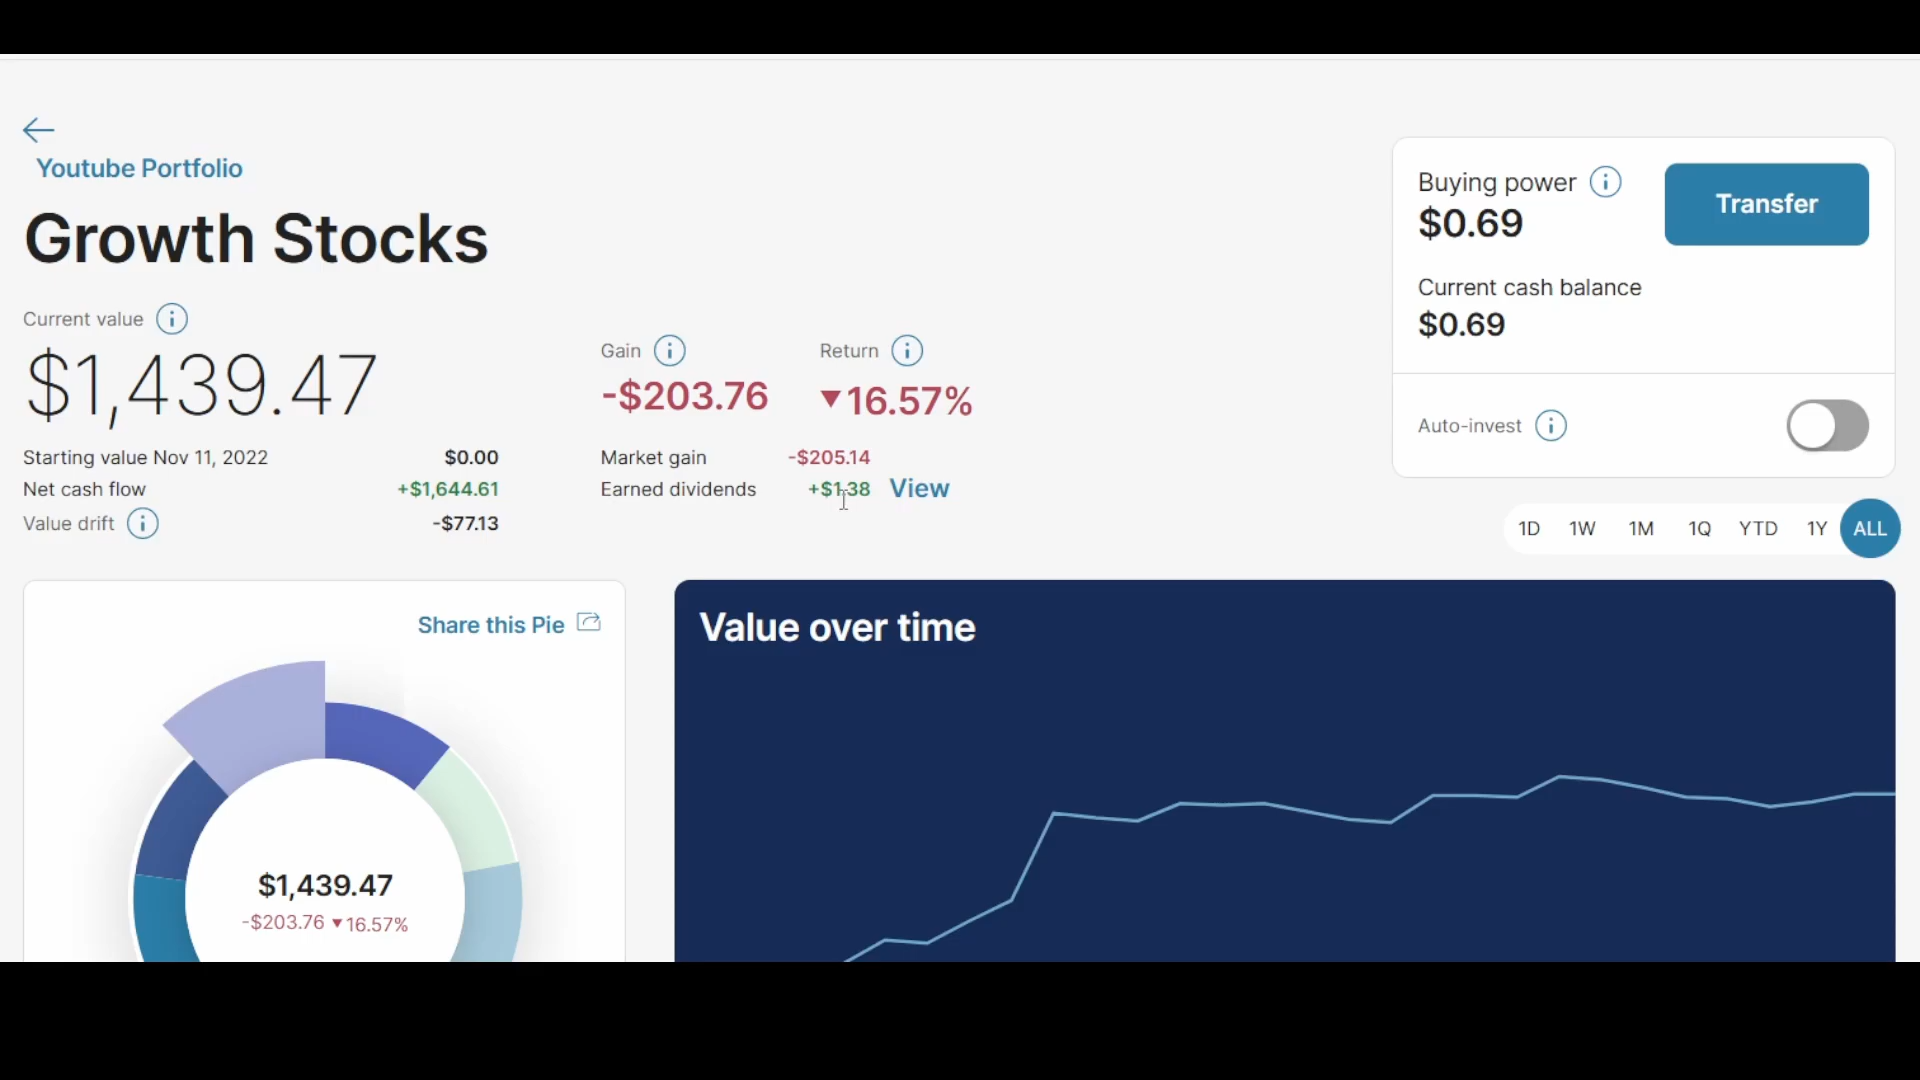 Youtube Portfolio
Growth Stocks
Current value
$1,439.47
Starting value Nov 11, 2022 $0.00
Net cash flow +$1,644.61
Value drift -$77.13
Gain
-$203.76
Return
▼16.57%
Market gain -$205.14
Earned dividends +$1.38 View
Buying power
$0.69
Transfer
Current cash balance
$0.69
Auto-invest
1D 1W 1M 1Q YTD 1Y ALL
Share this Pie
$1,439.47
-$203.76 ▼16.57%
Value over time